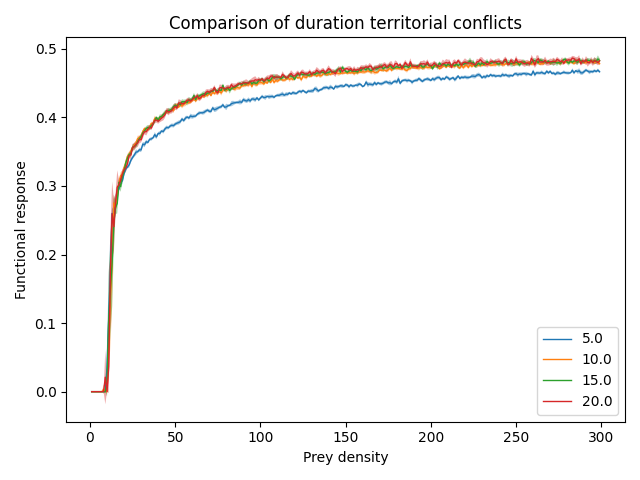 Comparison of duration territorial conflicts
Functional response
0.5
0.4
0.3
0.2
0.1
0.0
0 50 100 150 200 250 300
Prey density
5.0
10.0
15.0
20.0